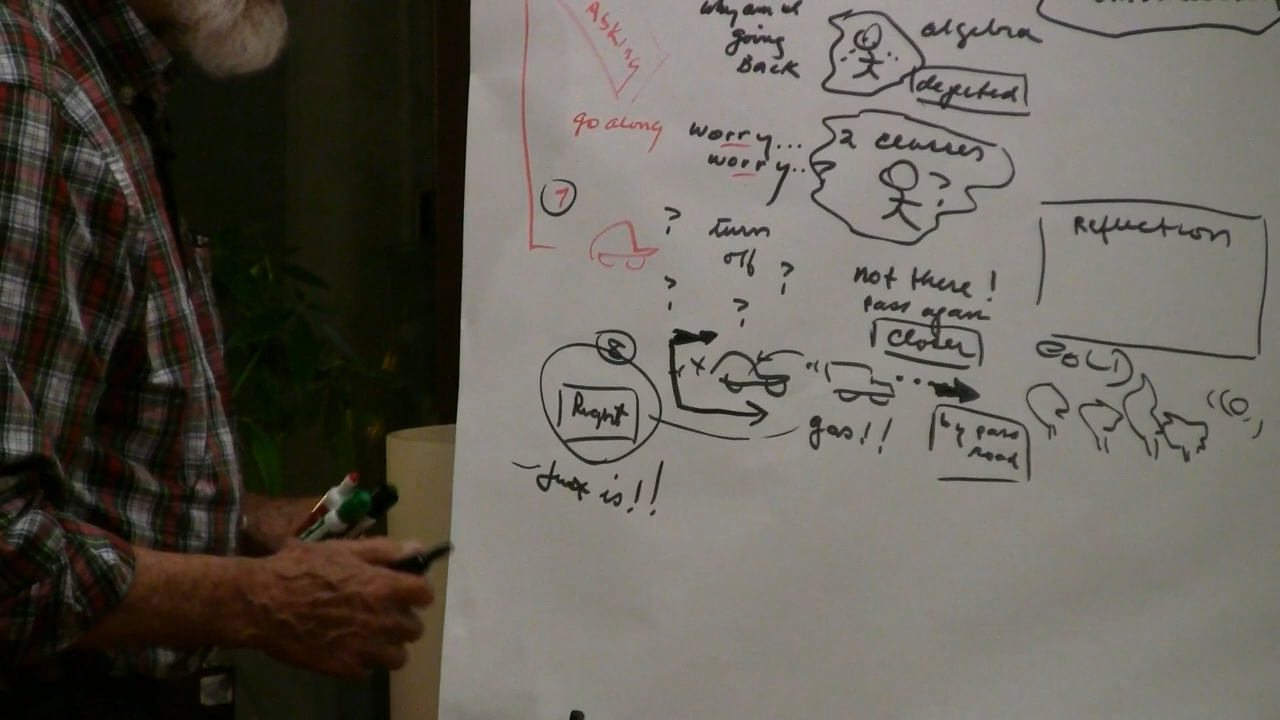 ASKING
go along
7
why am I
going
Back
algebra
dejected
worry...
worry..
2 classes
?
?
turn
off
?
?
?
not there!
pass again
closer
Reflection
8
Right
gas!!
by pass
road
COLD
is!!